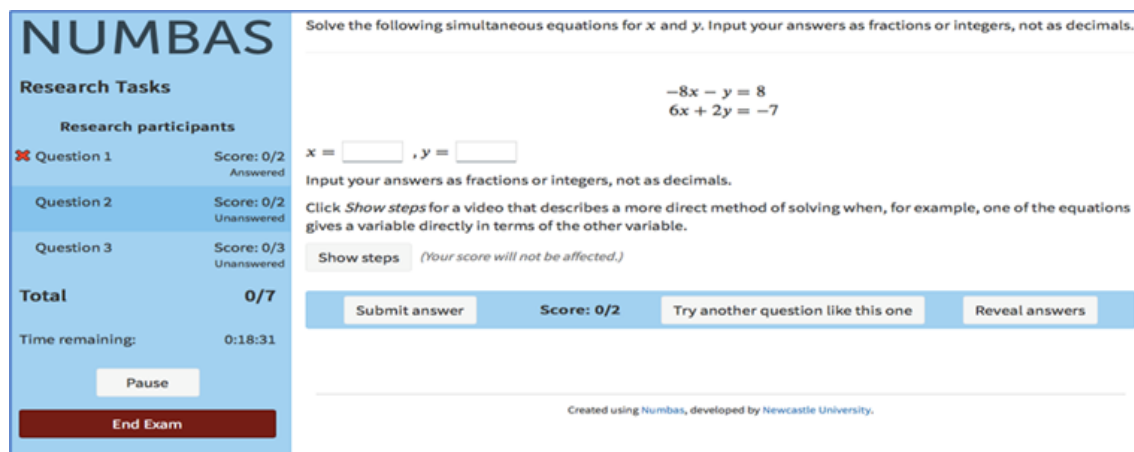 NUMBAS
Research Tasks
Research participants
Question 1 Score: 0/2
Answered
Question 2 Score: 0/2
Unanswered
Question 3 Score: 0/3
Unanswered
Total 0/7
Time remaining: 0:18:31
Pause
End Exam
Solve the following simultaneous equations for x and y. Input your answers as fractions or integers, not as decimals.
−8x − y = 8
6x + 2y = −7
x = , y =
Input your answers as fractions or integers, not as decimals.
Click Show steps for a video that describes a more direct method of solving when, for example, one of the equations
gives a variable directly in terms of the other variable.
Show steps (Your score will not be affected.)
Submit answer Score: 0/2 Try another question like this one Reveal answers
Created using Numbas, developed by Newcastle University.